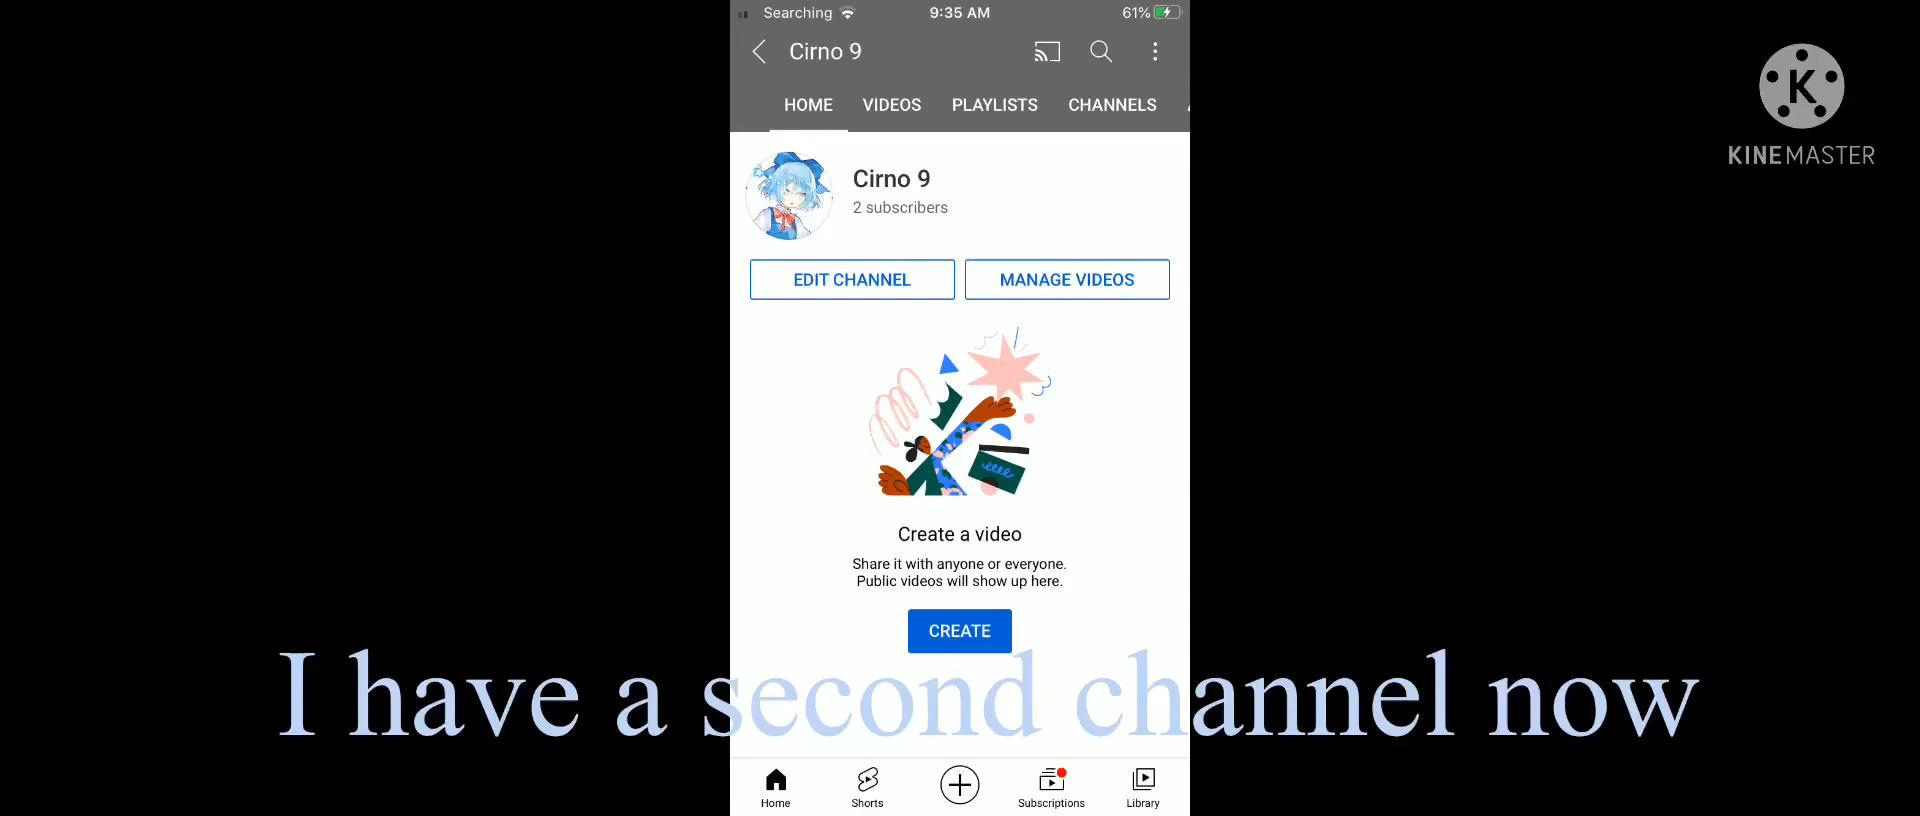 Searching 9:35 AM 61%
Cirno 9
HOME VIDEOS PLAYLISTS CHANNELS
K
KINEMASTER
Cirno 9
2 subscribers
EDIT CHANNEL MANAGE VIDEOS
Create a video
Share it with anyone or everyone.
Public videos will show up here.
CREATE
I have a second channel now
Home Shorts Subscriptions Library